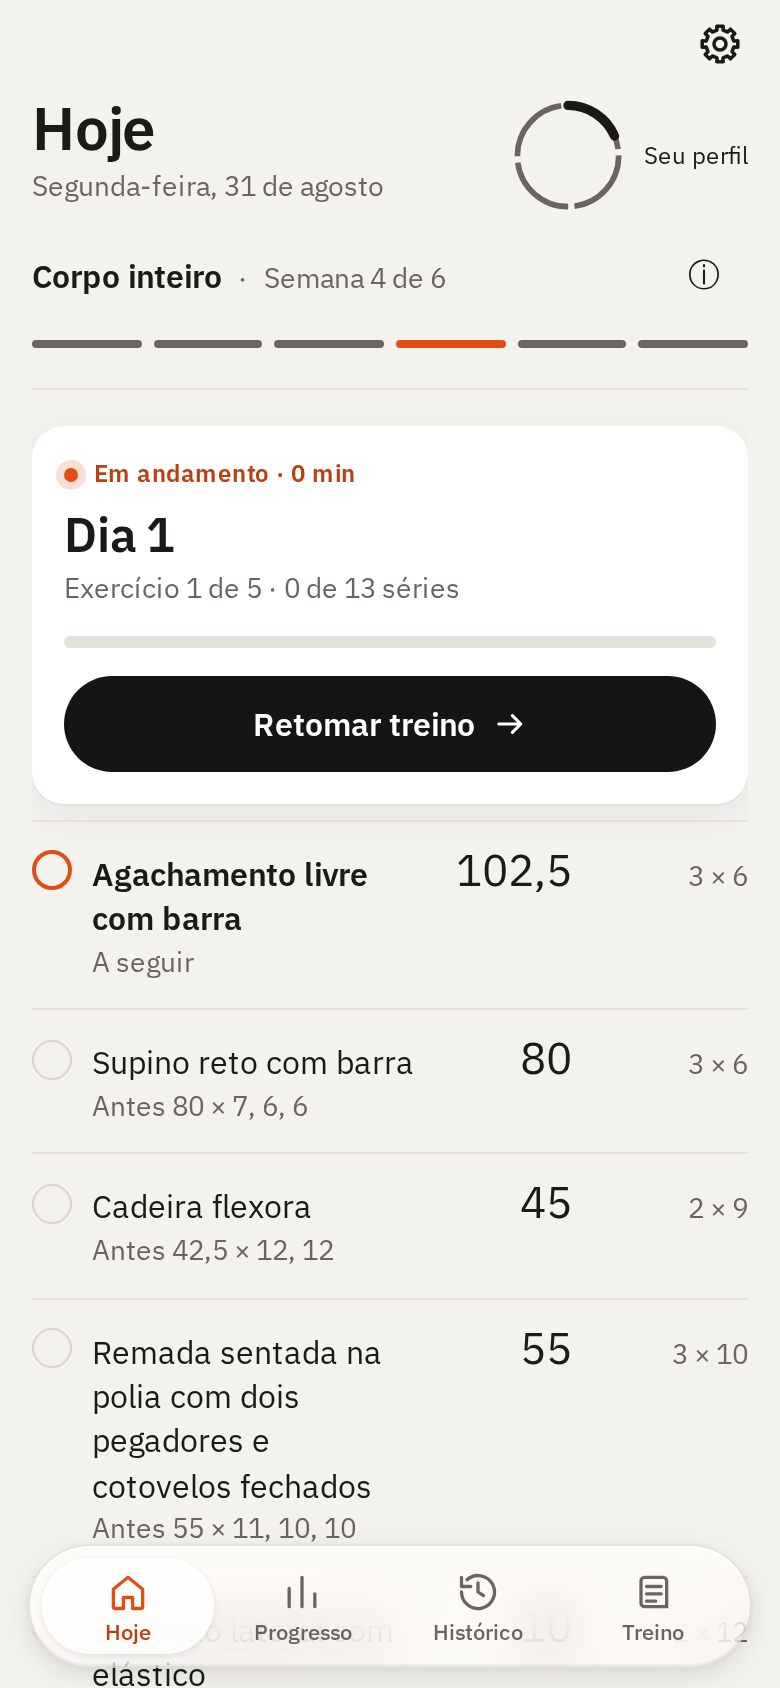 Hoje
Segunda-feira, 31 de agosto
Seu perfil
Corpo inteiro · Semana 4 de 6
Em andamento · 0 min
Dia 1
Exercício 1 de 5 · 0 de 13 séries
Retomar treino →
Agachamento livre 102,5 3 × 6
com barra
A seguir
Supino reto com barra 80 3 × 6
Antes 80 × 7, 6, 6
Cadeira flexora 45 2 × 9
Antes 42,5 × 12, 12
Remada sentada na 55 3 × 10
polia com dois
pegadores e
cotovelos fechados
Antes 55 × 11, 10, 10
lateral com 10 × 12
elástico
Hoje Progresso Histórico Treino